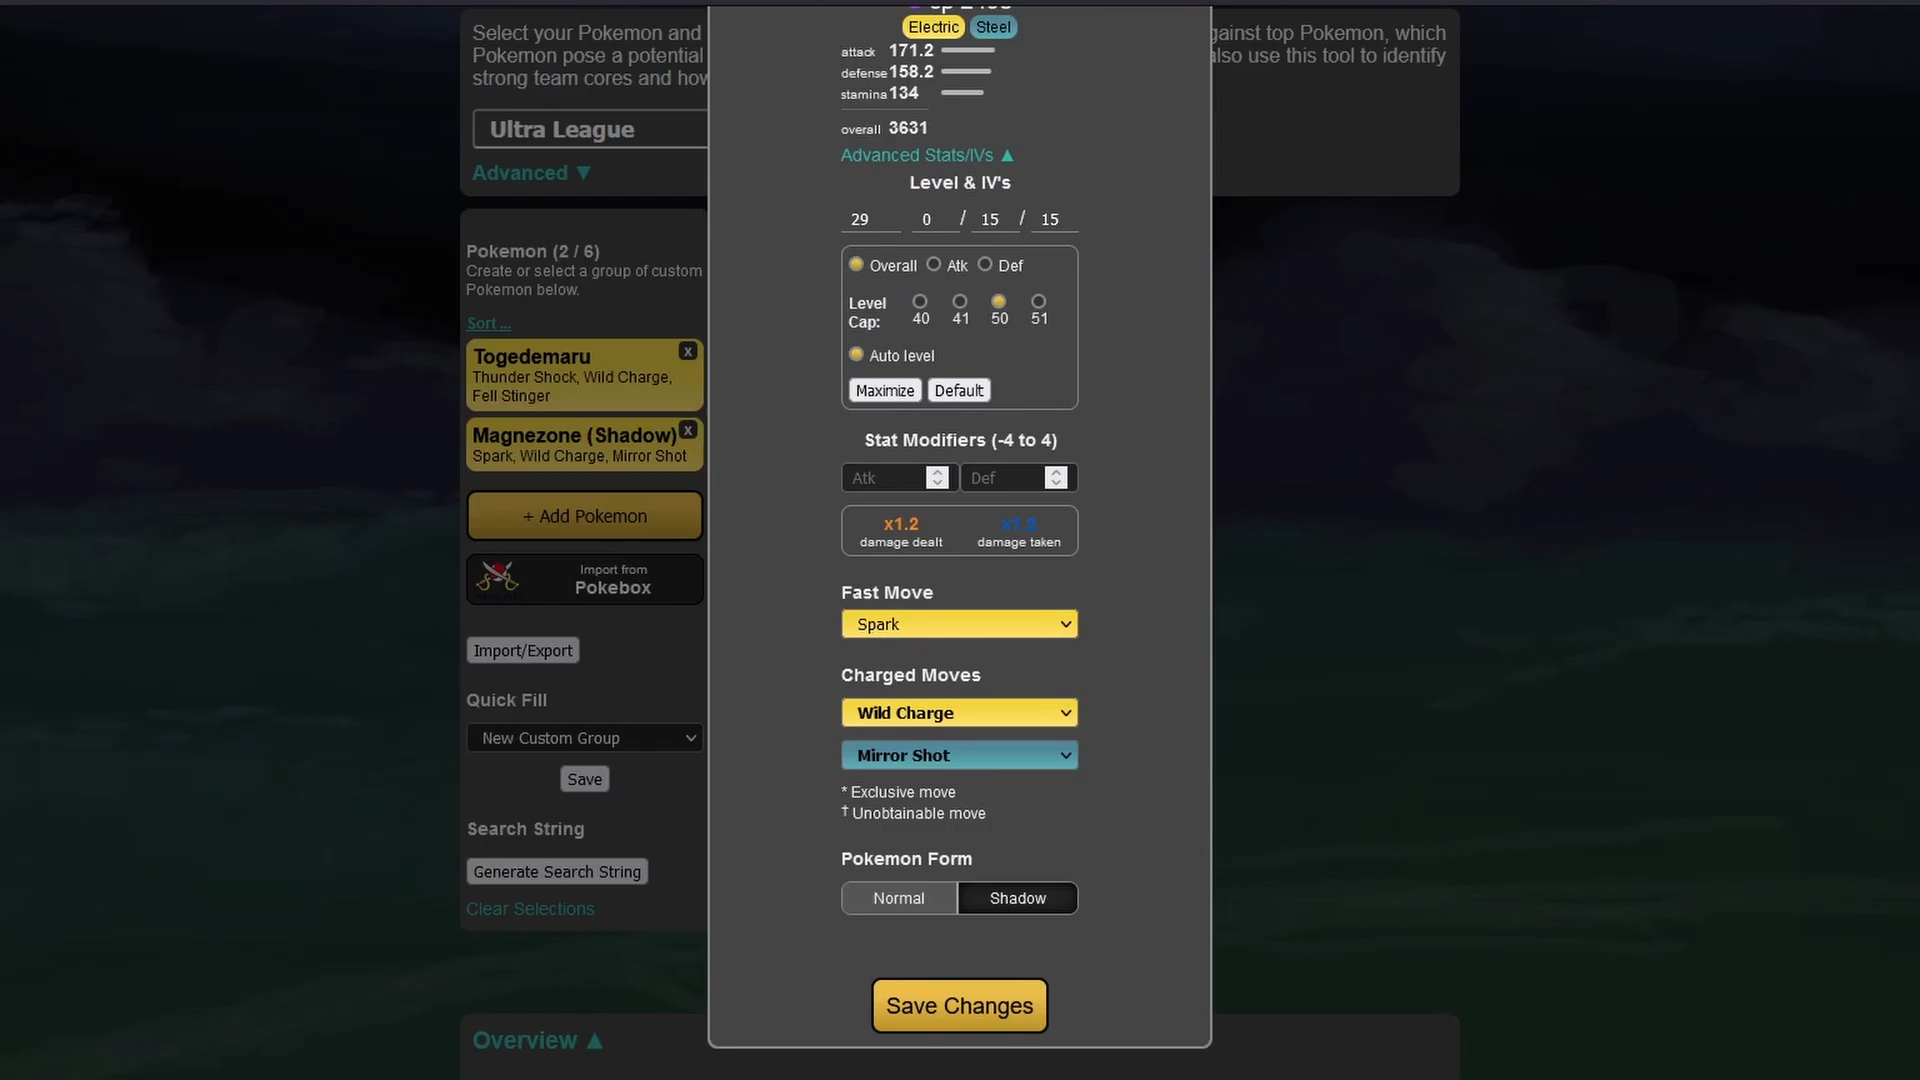 Select your Pokemon and
gainst top Pokemon, which
Pokemon pose a potential
also use this tool to identify
strong team cores and how
Ultra League
Advanced ▼
Pokemon (2 / 6)
Create or select a group of custom
Pokemon below.
Sort ...
Togedemaru
x
Thunder Shock, Wild Charge,
Fell Stinger
Magnezone (Shadow)
x
Spark, Wild Charge, Mirror Shot
+ Add Pokemon
Import from
Pokebox
Import/Export
Quick Fill
New Custom Group
Save
Search String
Generate Search String
Clear Selections
Overview ▲
Electric Steel
attack 171.2
defense 158.2
stamina 134
overall 3631
Advanced Stats/IVs ▲
Level & IV's
29 0 / 15 / 15
Overall Atk Def
Level
Cap:
40 41 50 51
Auto level
Maximize Default
Stat Modifiers (-4 to 4)
Atk Def
x1.2 x1.2
damage dealt damage taken
Fast Move
Spark
Charged Moves
Wild Charge
Mirror Shot
* Exclusive move
† Unobtainable move
Pokemon Form
Normal Shadow
Save Changes